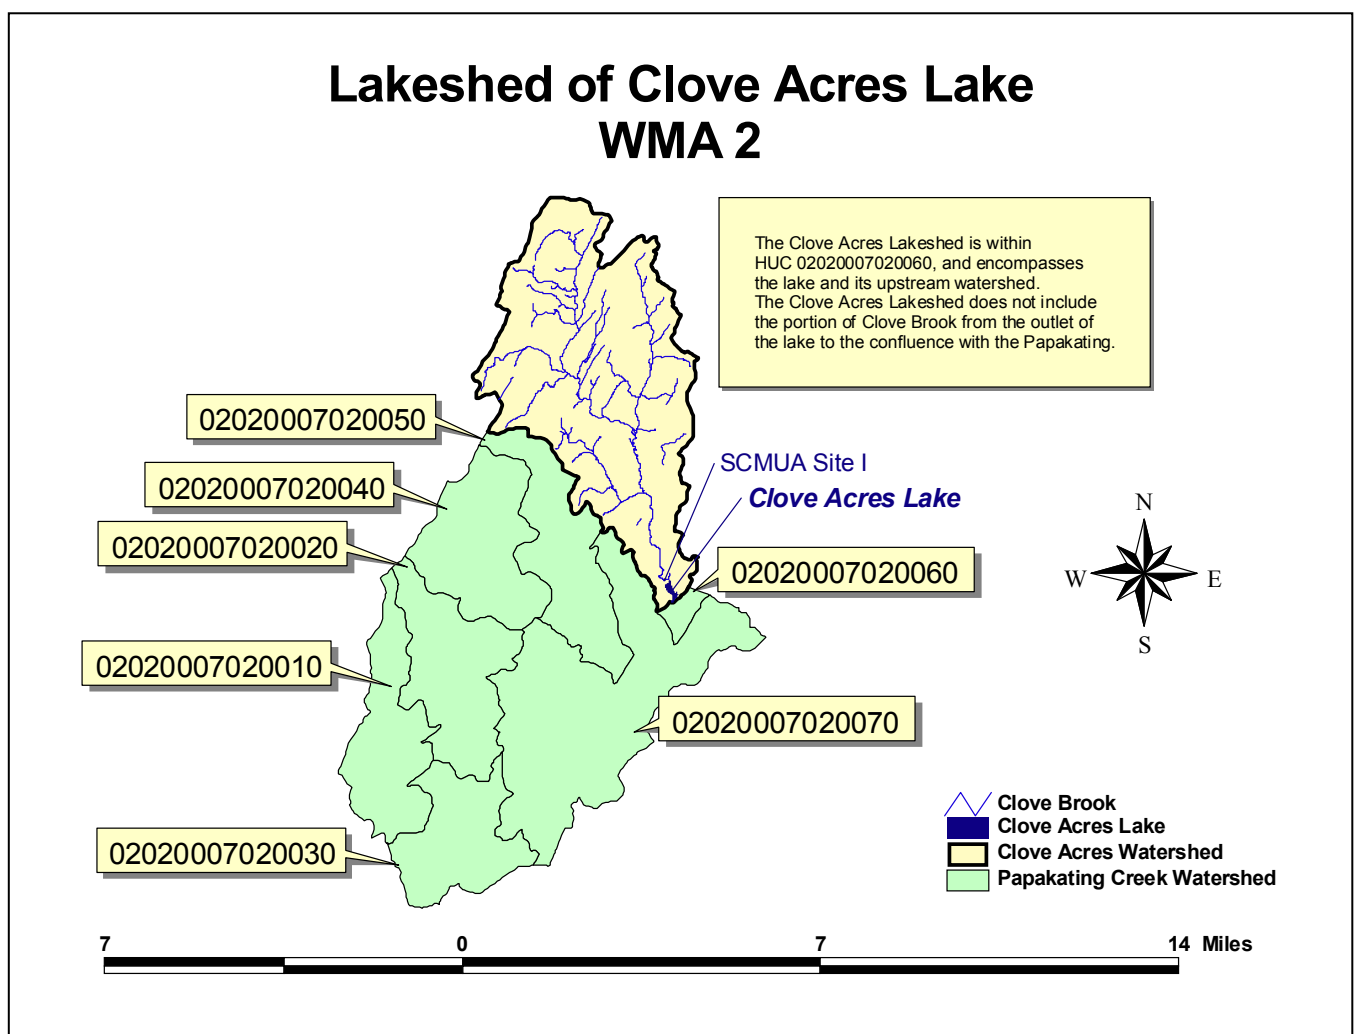 Lakeshed of Clove Acres Lake
WMA 2
The Clove Acres Lakeshed is within
HUC 02020007020060, and encompasses
the lake and its upstream watershed.
The Clove Acres Lakeshed does not include
the portion of Clove Brook from the outlet of
the lake to the confluence with the Papakating.
02020007020050
SCMUA Site I
02020007020040
Clove Acres Lake
02020007020020
02020007020060
N
W
E
S
02020007020010
02020007020070
02020007020030
Clove Brook
Clove Acres Lake
Clove Acres Watershed
Papakating Creek Watershed
7 0 7 14 Miles